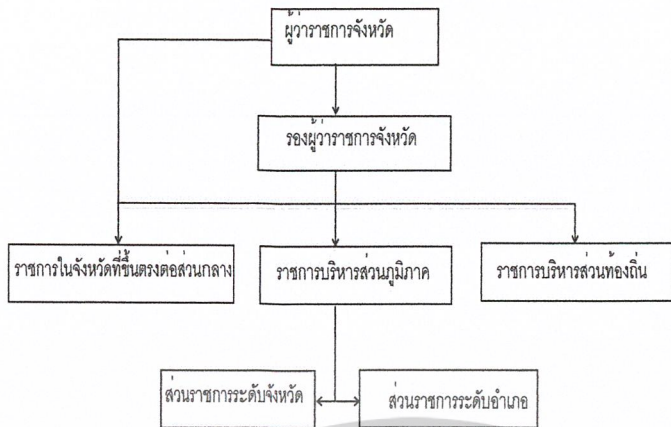 ผู้ว่าราชการจังหวัด
รองผู้ว่าราชการจังหวัด
ราชการในจังหวัดที่ขึ้นตรงต่อส่วนกลาง
ราชการบริหารส่วนภูมิภาค
ราชการบริหารส่วนท้องถิ่น
ส่วนราชการระดับจังหวัด
ส่วนราชการระดับอำเภอ